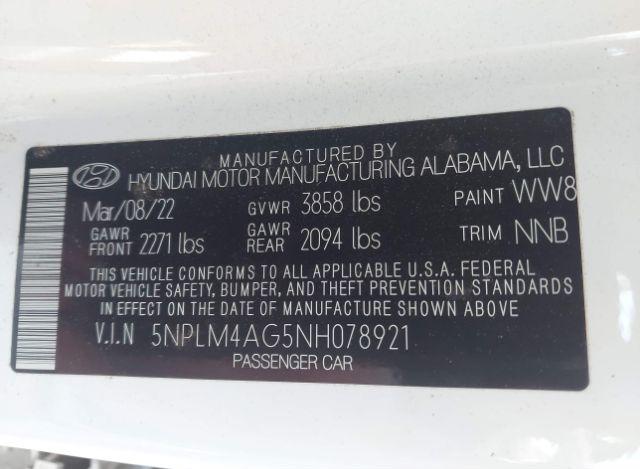 MANUFACTURED BY
HYUNDAI MOTOR MANUFACTURING ALABAMA, LLC
Mar/08/22 GVWR 3858 lbs PAINT WW8
GAWR FRONT 2271 lbs GAWR REAR 2094 lbs TRIM NNB
THIS VEHICLE CONFORMS TO ALL APPLICABLE U.S.A. FEDERAL
MOTOR VEHICLE SAFETY, BUMPER, AND THEFT PREVENTION STANDARDS
IN EFFECT ON THE DATE OF MANUFACTURE SHOWN ABOVE
V.I.N 5NPLM4AG5NH078921
PASSENGER CAR